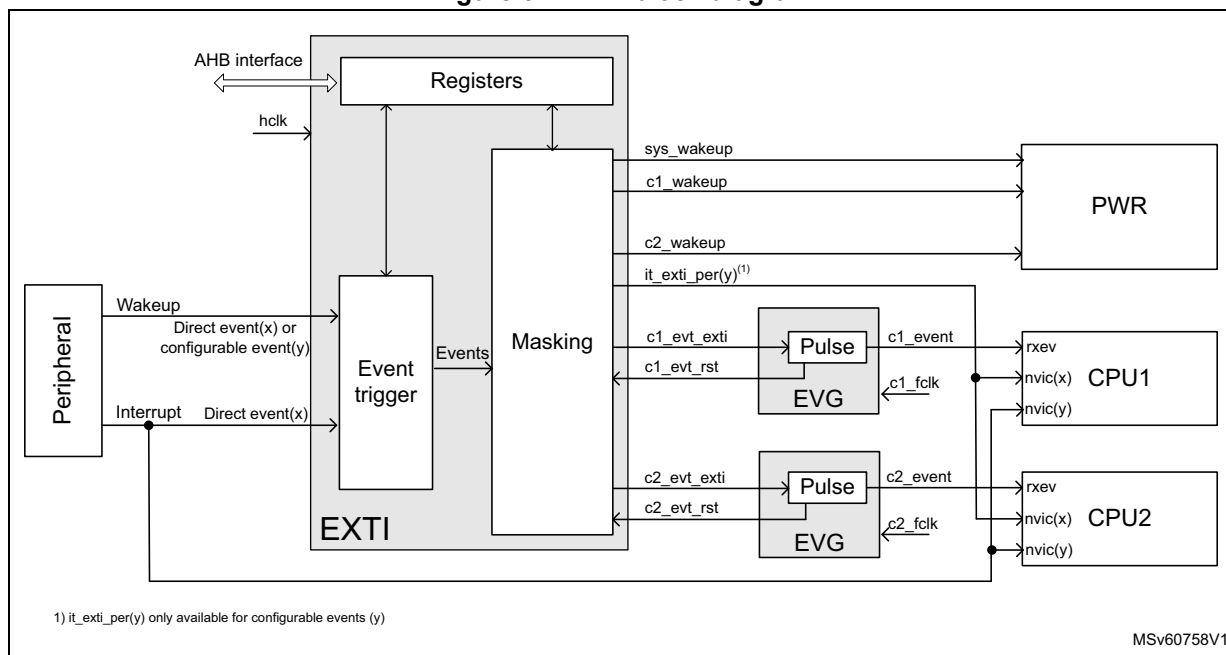 AHB interface
Registers
hclk
sys_wakeup
c1_wakeup
PWR
c2_wakeup
it_exti_per(y)(1)
Peripheral
Wakeup
Direct event(x) or
configurable event(y)
Event
trigger
Events
Masking
c1_evt_exti
Pulse
c1_event
rxev
c1_evt_rst
EVG
c1_fclk
nvic(x)
CPU1
nvic(y)
Interrupt
Direct event(x)
c2_evt_exti
Pulse
c2_event
rxev
c2_evt_rst
EVG
c2_fclk
nvic(x)
CPU2
nvic(y)
EXTI
1) it_exti_per(y) only available for configurable events (y)
MSv60758V1